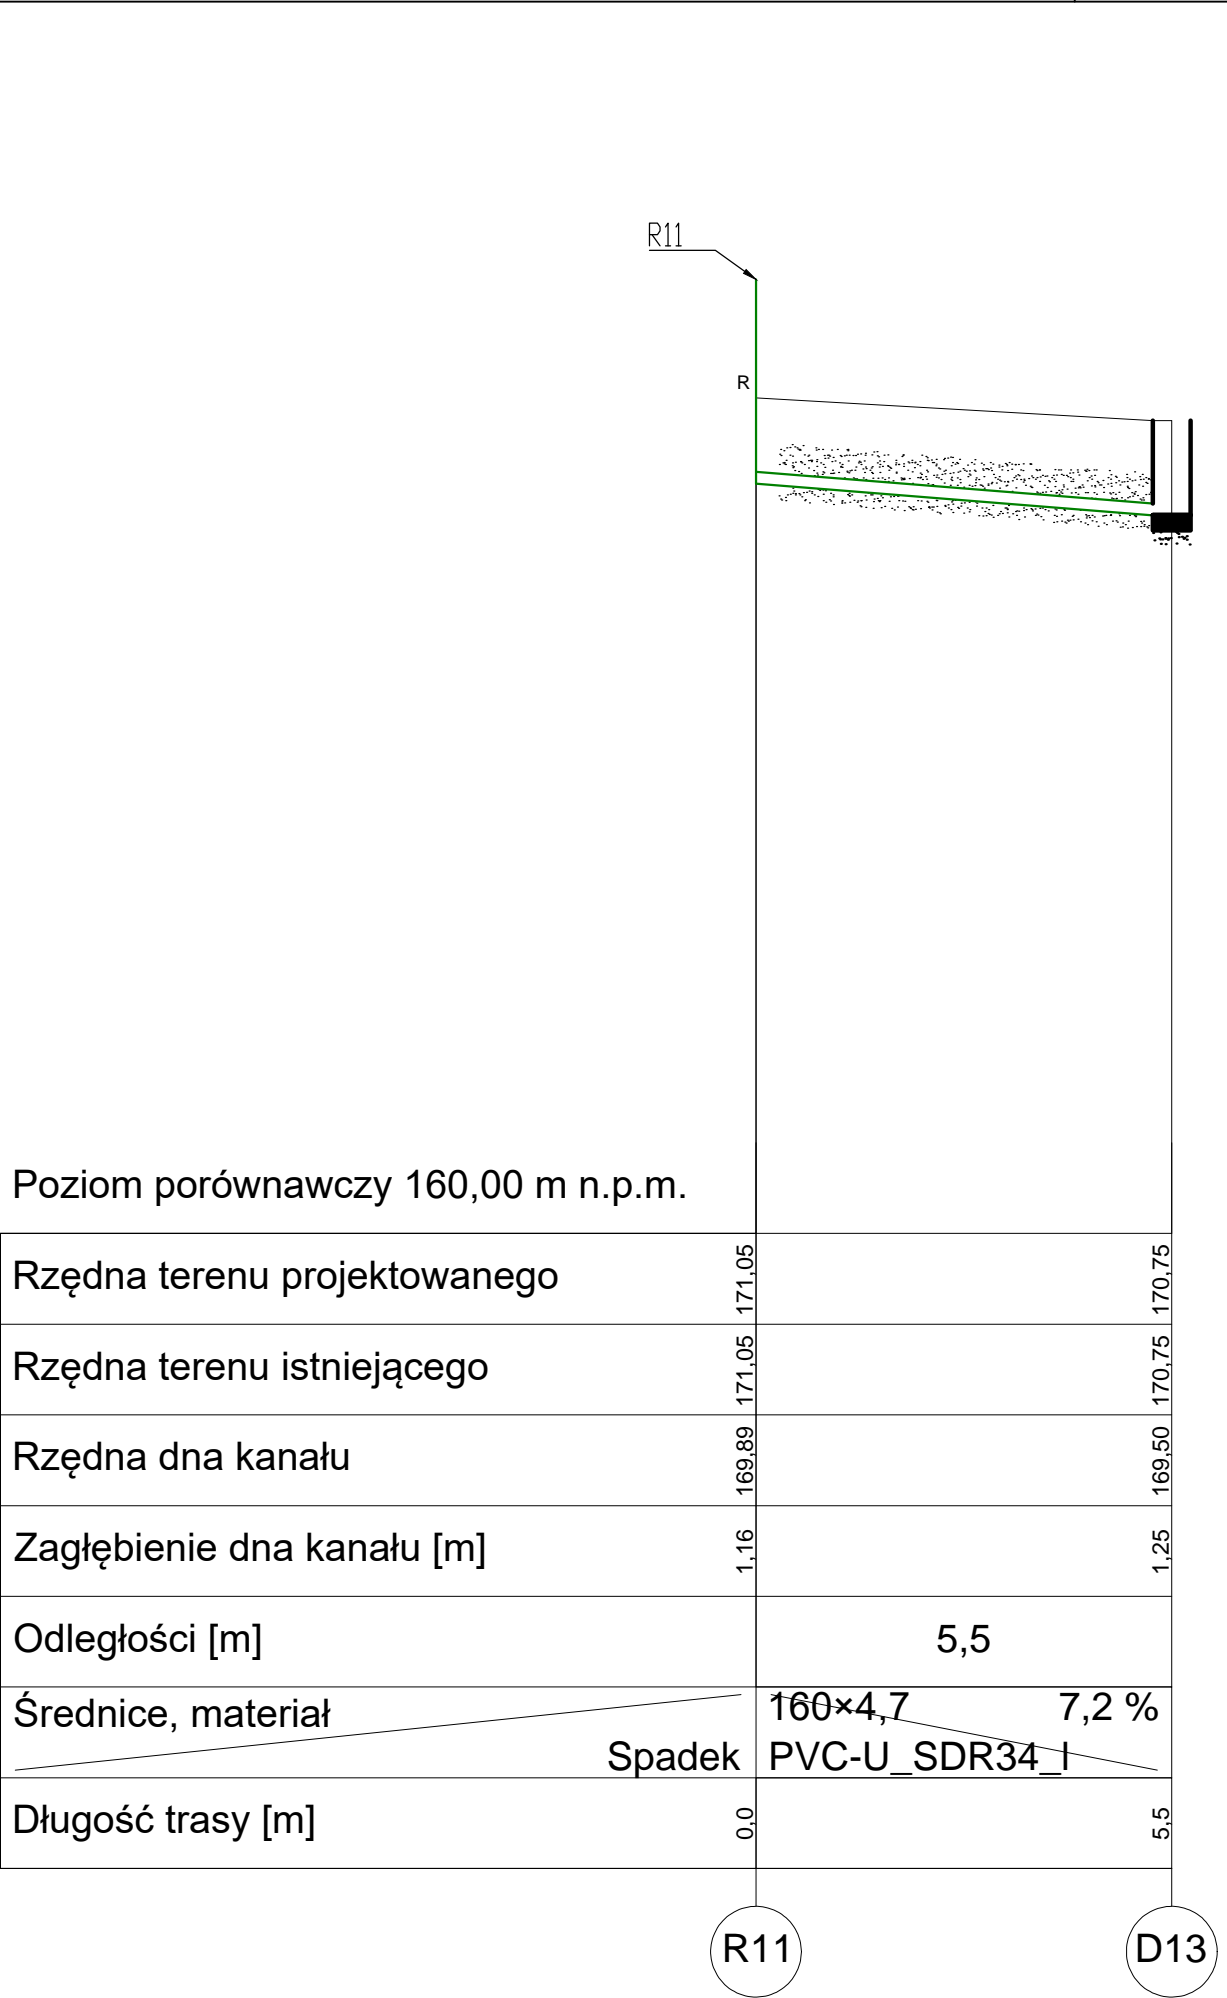 R11
R
Poziom porównawczy 160,00 m n.p.m.
Rzędna terenu projektowanego 171,05 170,75
Rzędna terenu istniejącego 171,05 170,75
Rzędna dna kanału 169,89 169,50
Zagłębienie dna kanału [m] 1,16 1,25
Odległości [m] 5,5
Średnice, materiał 160×4,7 7,2 %
Spadek PVC-U_SDR34_l
Długość trasy [m] 0,0 5,5
R11 D13